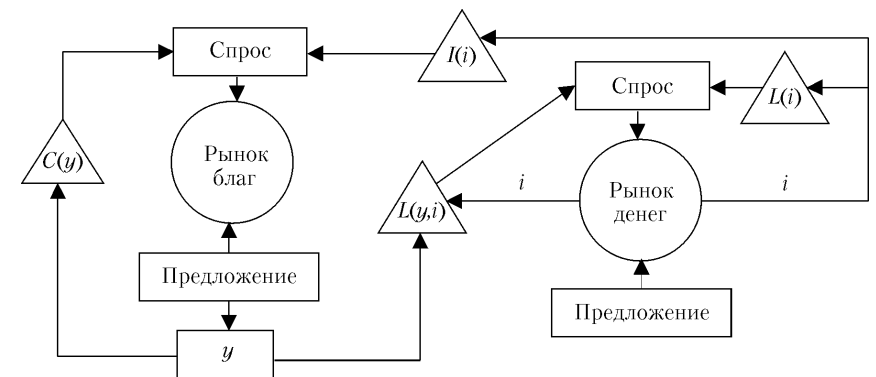 Спрос
I(i)
Спрос
L(i)
C(y)
Рынок
благ
L(y,i)
i
Рынок
денег
i
Предложение
Предложение
y